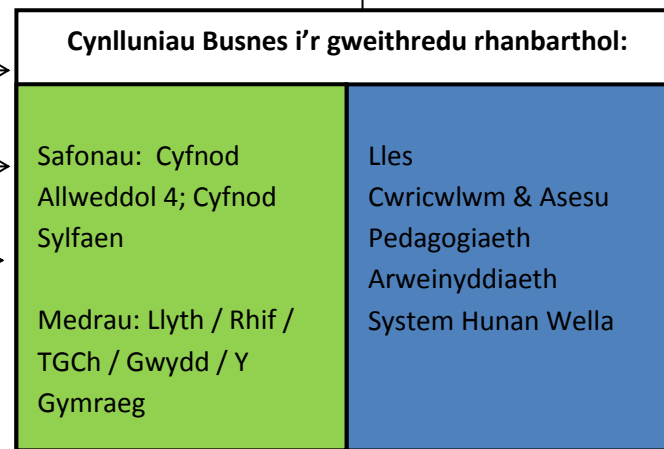 Cynlluniau Busnes i’r gweithredu rhanbarthol:
Safonau: Cyfnod
Allweddol 4; Cyfnod
Sylfaen
Medrau: Llyth / Rhif /
TGCh / Gwydd / Y
Gymraeg
Lles
Cwricwlwm & Asesu
Pedagogiaeth
Arweinyddiaeth
System Hunan Wella